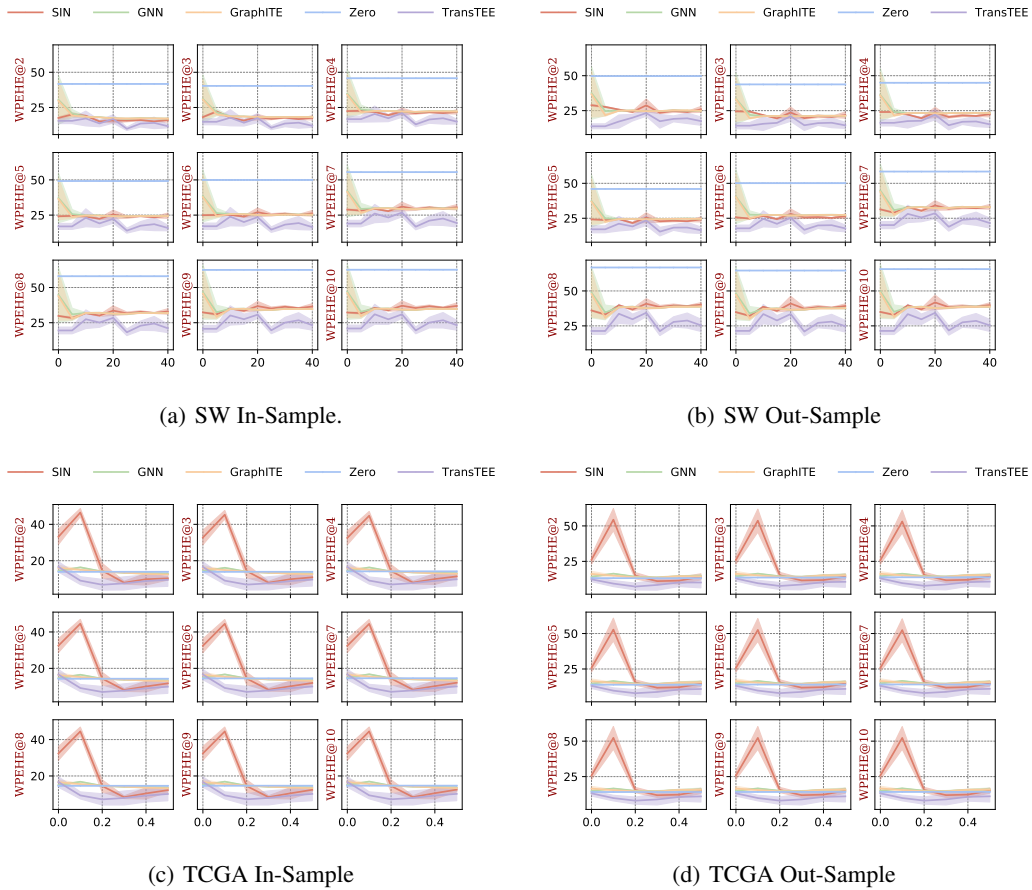 SIN GNN GraphITE Zero TransTEE
SIN GNN GraphITE Zero TransTEE
WPEHE@2 WPEHE@3 WPEHE@4
50
25
WPEHE@5 WPEHE@6 WPEHE@7
50
25
WPEHE@8 WPEHE@9 WPEHE@10
50
25
0 20 40 0 20 40 0 20 40
(a) SW In-Sample.
WPEHE@2 WPEHE@3 WPEHE@4
50
25
WPEHE@5 WPEHE@6 WPEHE@7
50
25
WPEHE@8 WPEHE@9 WPEHE@10
50
25
0 20 40 0 20 40 0 20 40
(b) SW Out-Sample
SIN GNN GraphITE Zero TransTEE
SIN GNN GraphITE Zero TransTEE
WPEHE@2 WPEHE@3 WPEHE@4
40
20
WPEHE@5 WPEHE@6 WPEHE@7
40
20
WPEHE@8 WPEHE@9 WPEHE@10
40
20
0.0 0.2 0.4 0.0 0.2 0.4 0.0 0.2 0.4
(c) TCGA In-Sample
WPEHE@2 WPEHE@3 WPEHE@4
50
25
WPEHE@5 WPEHE@6 WPEHE@7
50
25
WPEHE@8 WPEHE@9 WPEHE@10
50
25
0.0 0.2 0.4 0.0 0.2 0.4 0.0 0.2 0.4
(d) TCGA Out-Sample